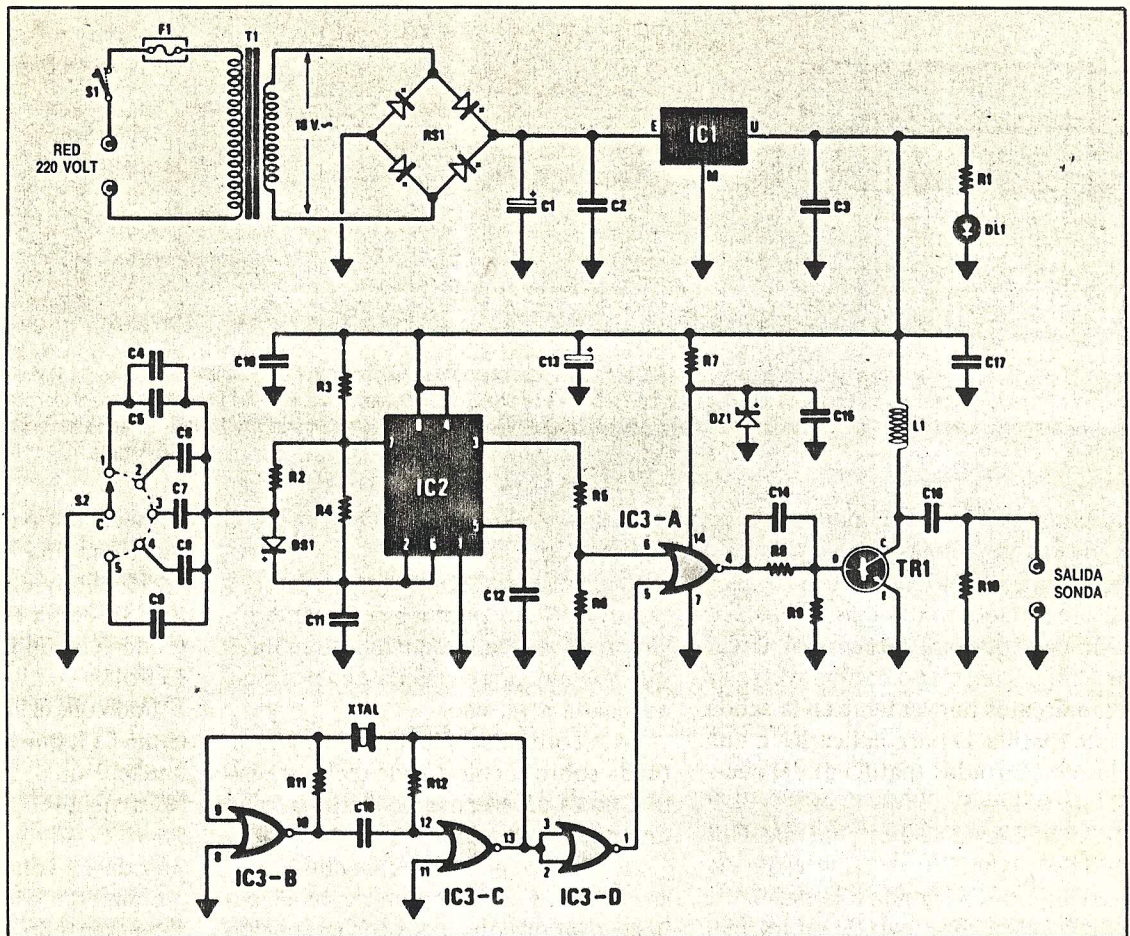 F1
T1
S1
RED
220 VOLT
C
C
18 V.~
RS1
E
IC1
U
M
C1
C2
C3
R1
DL1
C4
C5
C6
C7
C8
C9
S2
C
1
2
3
4
5
C10
R3
C13
R7
C17
R2
R4
DS1
C11
7
8
4
3
IC2
2
6
1
5
C12
R5
R6
DZ1
C15
L1
IC3-A
6
5
14
4
7
C14
R8
R9
B
C
E
TR1
C16
R10
C
C
SALIDA
SONDA
XTAL
R11
R12
C18
9
8
10
IC3-B
12
11
13
IC3-C
3
2
1
IC3-D